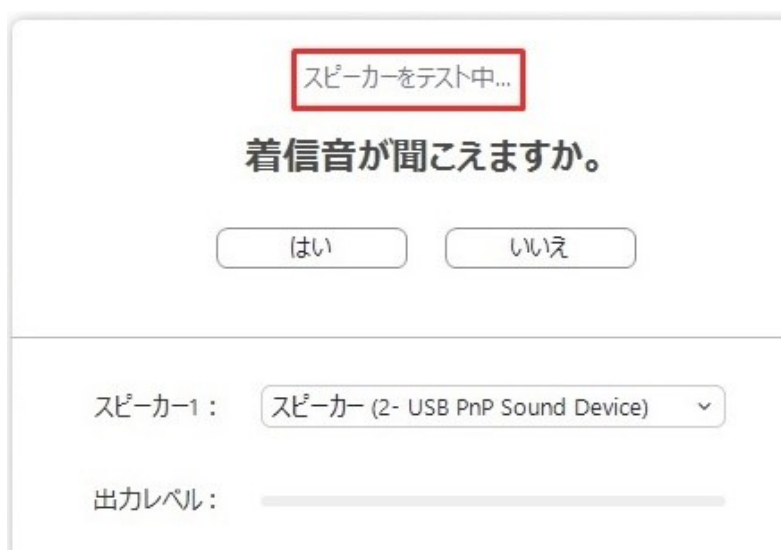 スピーカーをテスト中...
着信音が聞こえますか。
はい いいえ
スピーカー1： スピーカー (2- USB PnP Sound Device)
出力レベル：